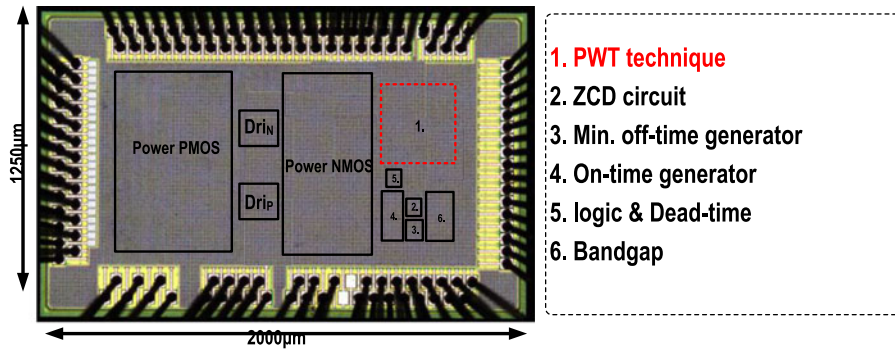 1250µm
Power PMOS
DriN
DriP
Power NMOS
1.
5.
4.
2.
3.
6.
2000µm
1. PWT technique
2. ZCD circuit
3. Min. off-time generator
4. On-time generator
5. logic & Dead-time
6. Bandgap